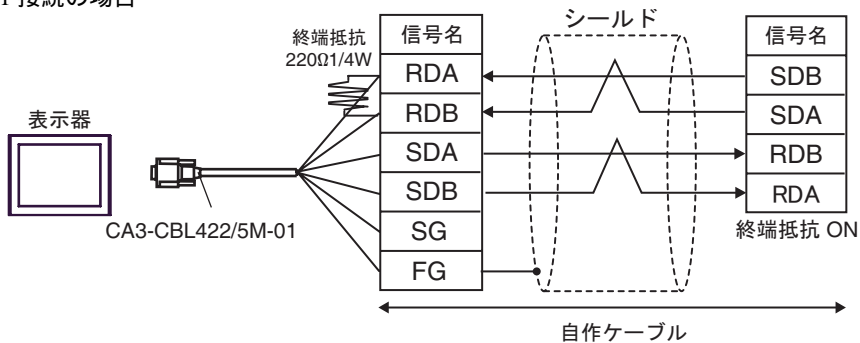 接続の場合
シールド
終端抵抗
220Ω1/4W
信号名
RDA
RDB
SDA
SDB
SG
FG
信号名
SDB
SDA
RDB
RDA
終端抵抗 ON
表示器
CA3-CBL422/5M-01
自作ケーブル